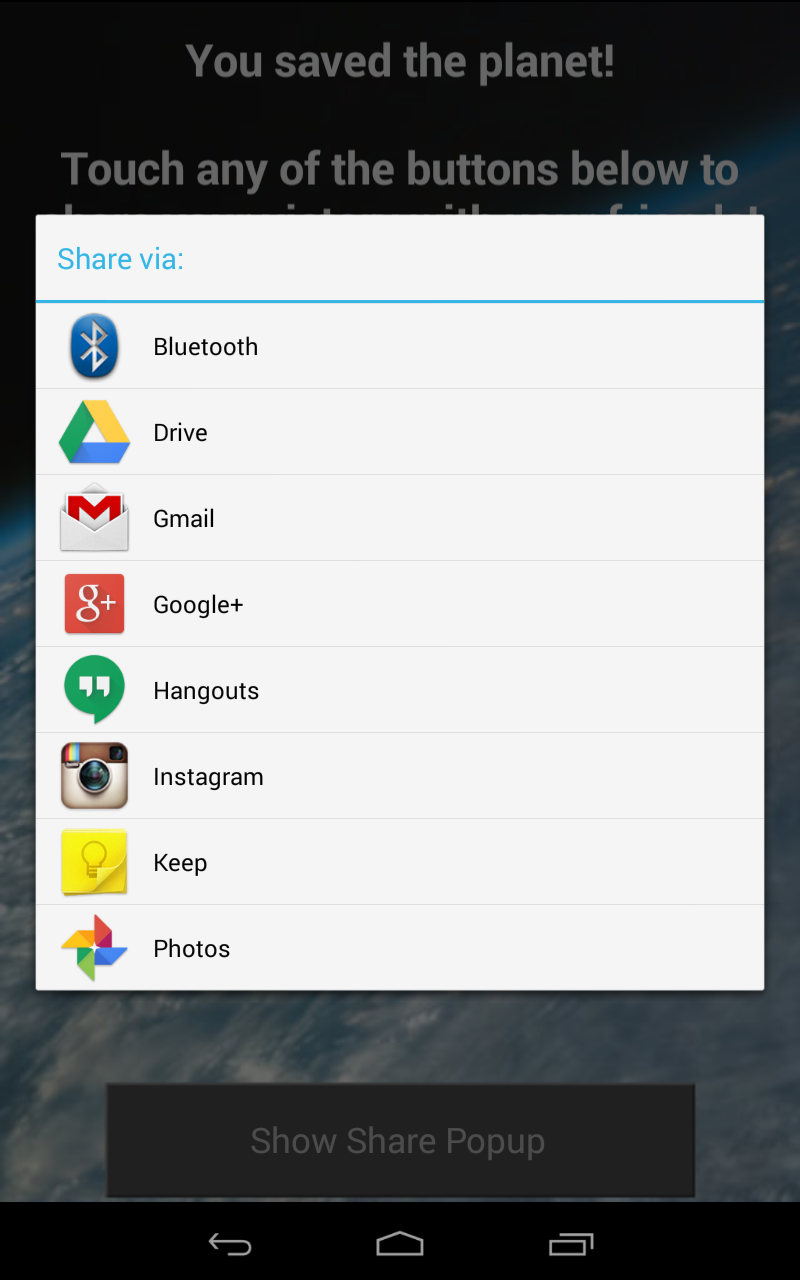 You saved the planet!
Touch any of the buttons below to
Share via:
Bluetooth
Drive
Gmail
g+
Google+
Hangouts
Instagram
Keep
Photos
Show Share Popup